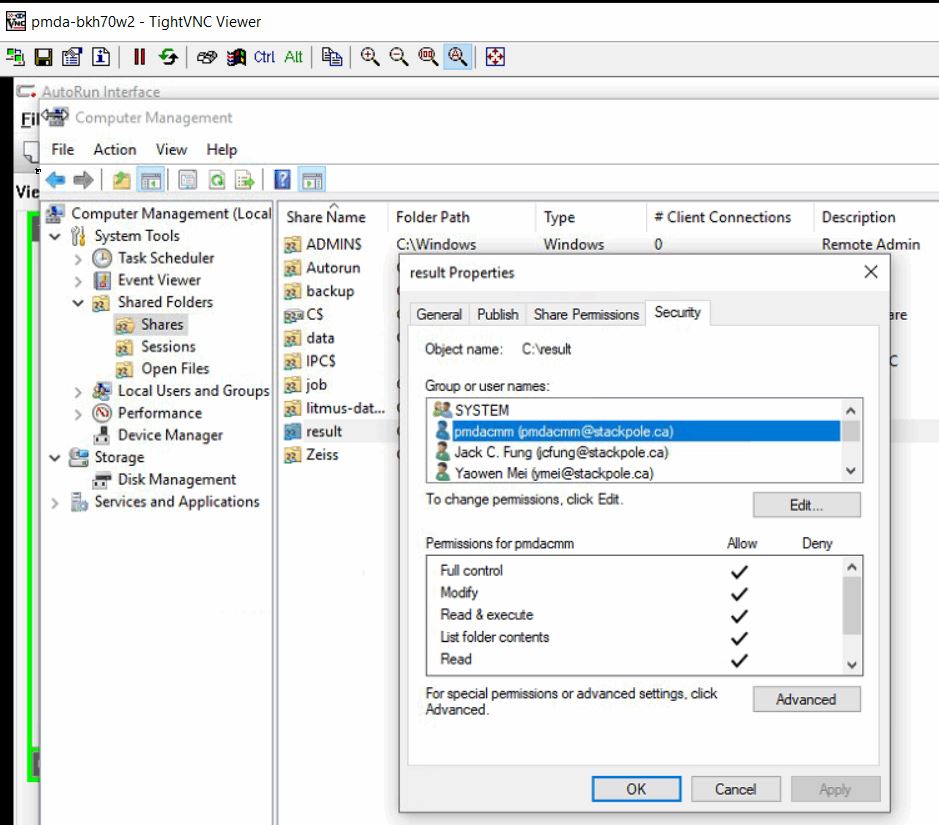 pmda-bkh70w2 - TightVNC Viewer
Ctrl Alt
AutoRun Interface
Fil
Computer Management
File Action View Help
Vie
Computer Management (Local
System Tools
Task Scheduler
Event Viewer
Shared Folders
Shares
Sessions
Open Files
Local Users and Groups
Performance
Device Manager
Storage
Disk Management
Services and Applications
Share Name Folder Path Type # Client Connections Description
ADMIN$ C:\Windows Windows 0 Remote Admin
Autorun
backup
C$
data
IPC$
job
litmus-dat...
result
Zeiss
result Properties
General Publish Share Permissions Security
Object name: C:\result
Group or user names:
SYSTEM
pmdacmm (pmdacmm@stackpole.ca)
Jack C. Fung (jcfung@stackpole.ca)
Yaowen Mei (ymei@stackpole.ca)
To change permissions, click Edit.
Edit...
Permissions for pmdacmm Allow Deny
Full control
Modify
Read & execute
List folder contents
Read
For special permissions or advanced settings, click
Advanced.
Advanced
OK Cancel Apply